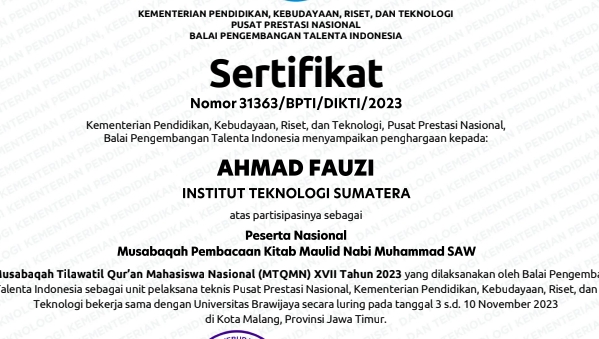 KEMENTERIAN PENDIDIKAN, KEBUDAYAAN, RISET, DAN TEKNOLOGI
PUSAT PRESTASI NASIONAL
BALAI PENGEMBANGAN TALENTA INDONESIA
Sertifikat
Nomor 31363/BPTI/DIKTI/2023
Kementerian Pendidikan, Kebudayaan, Riset, dan Teknologi, Pusat Prestasi Nasional,
Balai Pengembangan Talenta Indonesia menyampaikan penghargaan kepada:
AHMAD FAUZI
INSTITUT TEKNOLOGI SUMATERA
atas partisipasinya sebagai
Peserta Nasional
Musabaqah Pembacaan Kitab Maulid Nabi Muhammad SAW
Musabaqah Tilawatil Qur'an Mahasiswa Nasional (MTQMN) XVII Tahun 2023 yang dilaksanakan oleh Balai Pengemba
Talenta Indonesia sebagai unit pelaksana teknis Pusat Prestasi Nasional, Kementerian Pendidikan, Kebudayaan, Riset, dan
Teknologi bekerja sama dengan Universitas Brawijaya secara luring pada tanggal 3 s.d. 10 November 2023
di Kota Malang, Provinsi Jawa Timur.